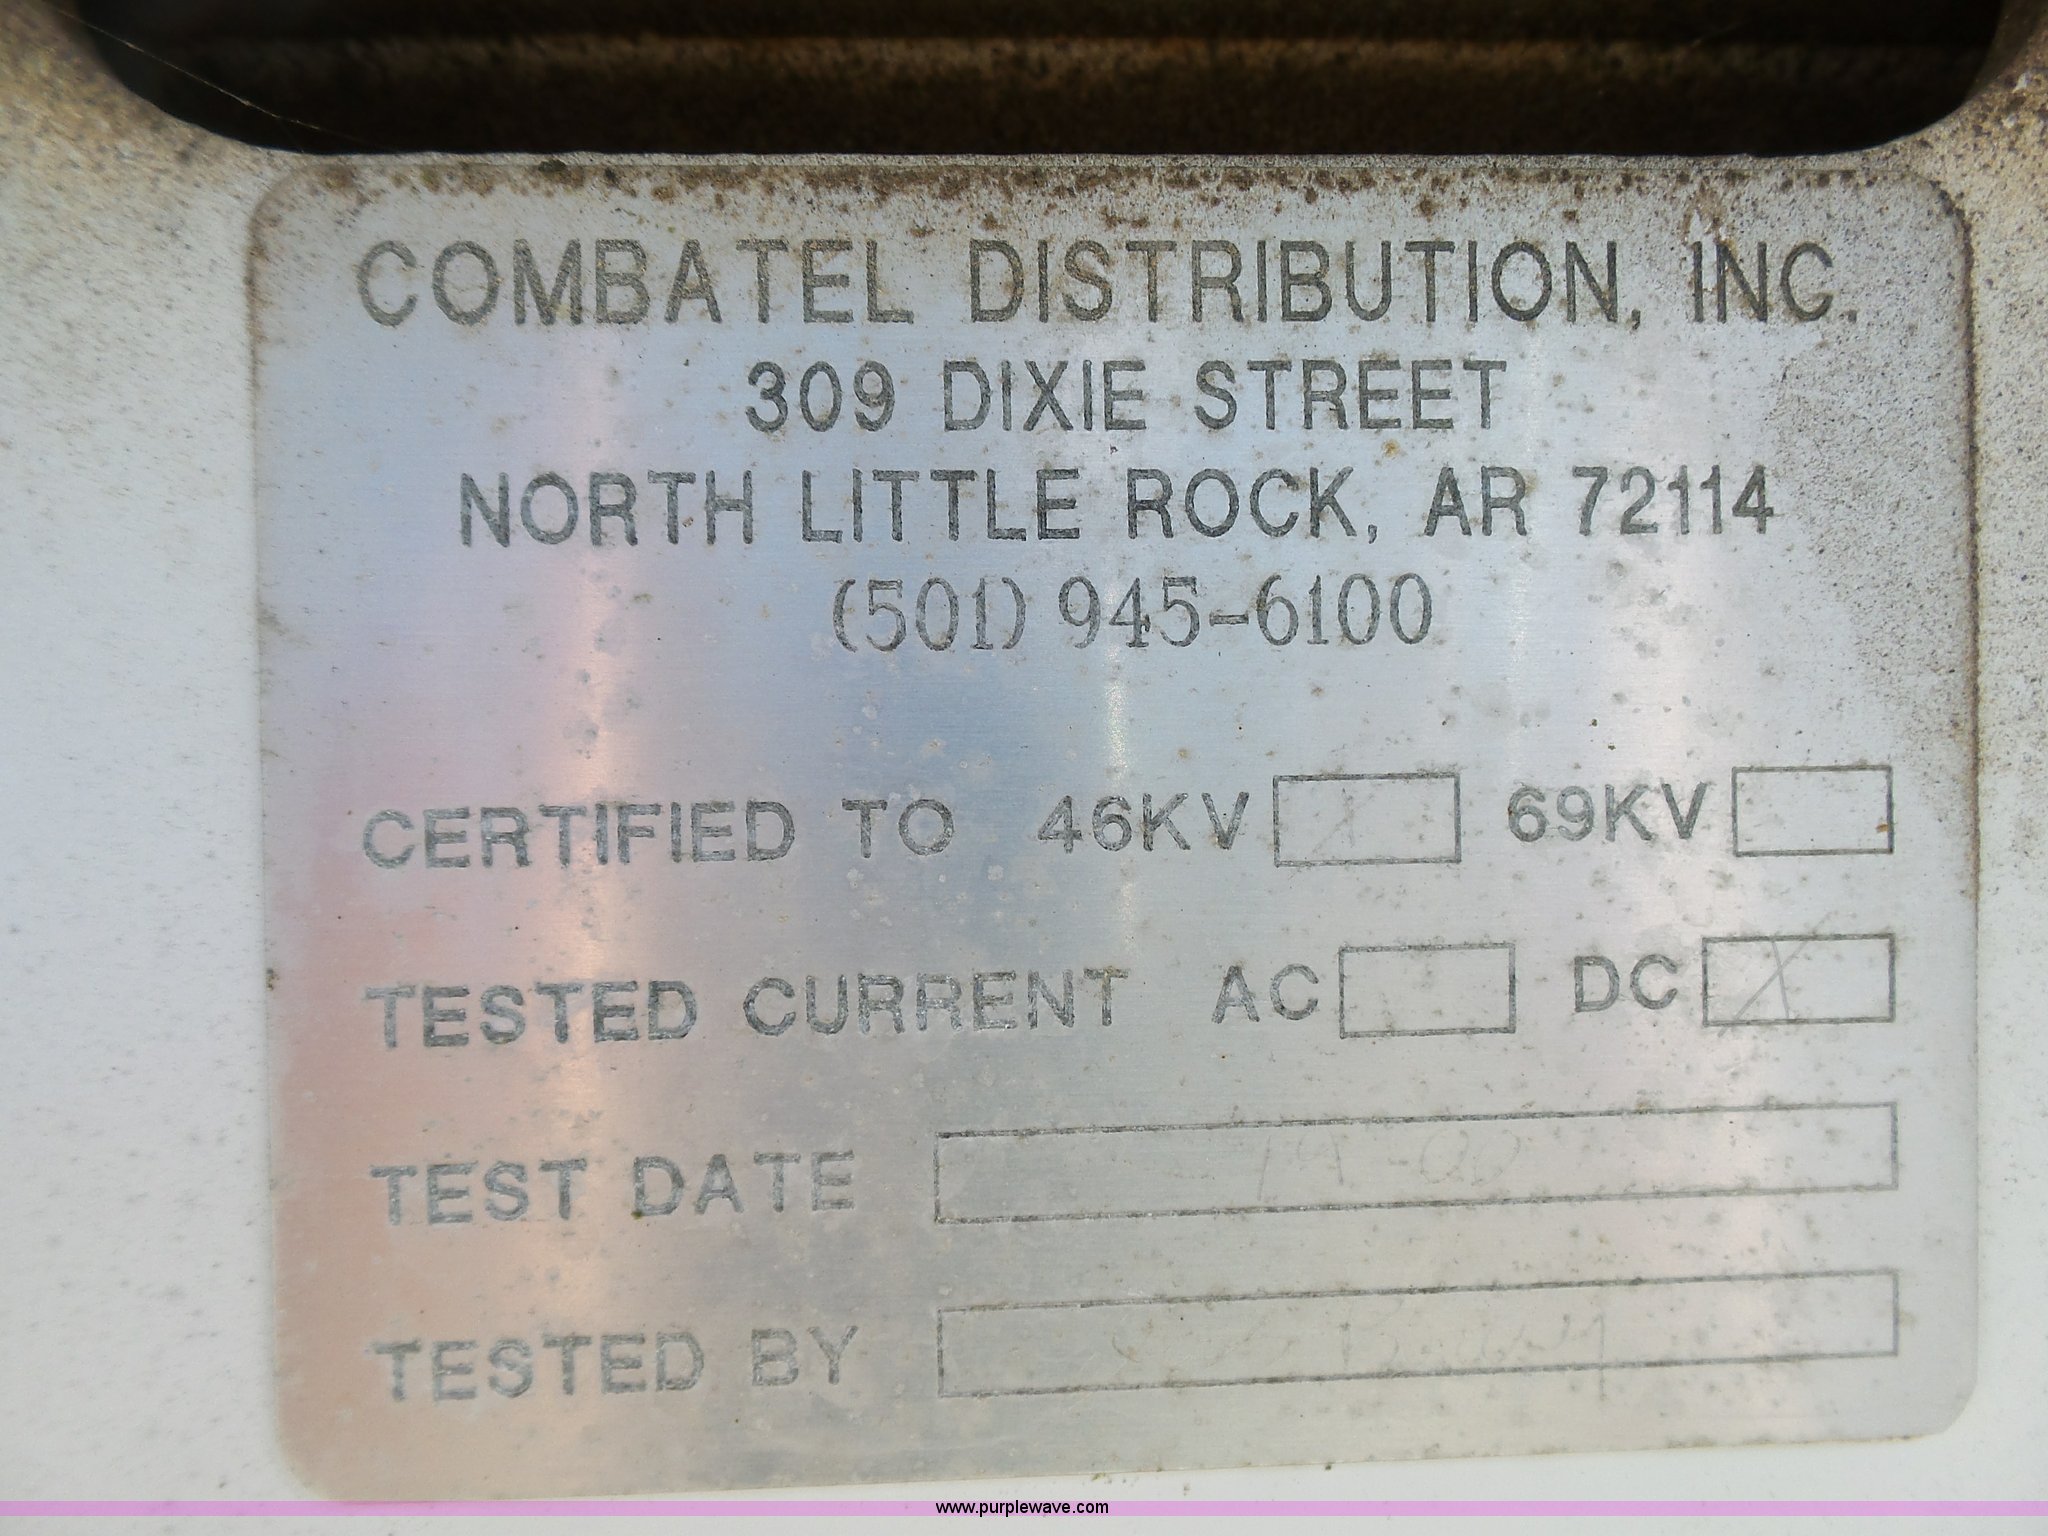 COMBATEL DISTRIBUTION, INC.
309 DIXIE STREET
NORTH LITTLE ROCK, AR 72114
(501) 945-6100
CERTIFIED TO 46KV X 69KV
TESTED CURRENT AC DC X
TEST DATE
TESTED BY
www.purplewave.com